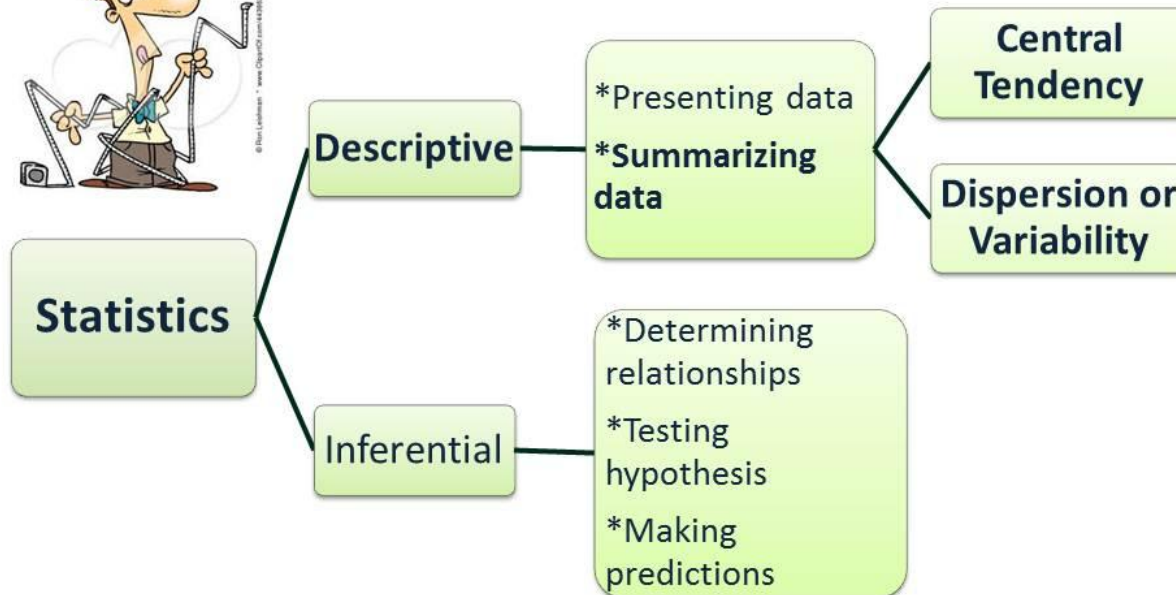 Statistics
Descriptive
*Presenting data
*Summarizing
data
Central
Tendency
Dispersion or
Variability
Inferential
*Determining
relationships
*Testing
hypothesis
*Making
predictions